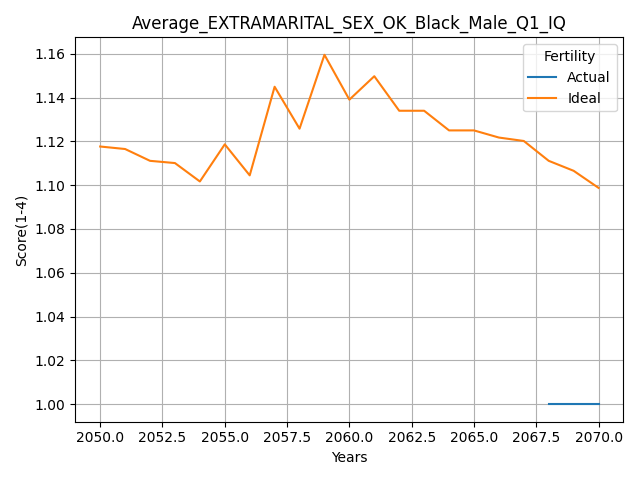 Average_EXTRAMARITAL_SEX_OK_Black_Male_Q1_IQ
Fertility
Actual
Ideal
Score(1-4)
1.16
1.14
1.12
1.10
1.08
1.06
1.04
1.02
1.00
2050.0 2052.5 2055.0 2057.5 2060.0 2062.5 2065.0 2067.5 2070.0
Years